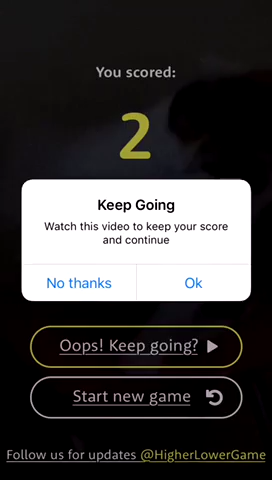 You scored:
2
Keep Going
Watch this video to keep your score
and continue
No thanks
Ok
Oops! Keep going?
Start new game
Follow us for updates @HigherLowerGame